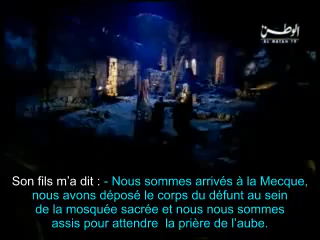 الوطن
AL WATAN TV
Son fils m'a dit : - Nous sommes arrivés à la Mecque,
nous avons déposé le corps du défunt au sein
de la mosquée sacrée et nous nous sommes
assis pour attendre  la prière de l'aube.